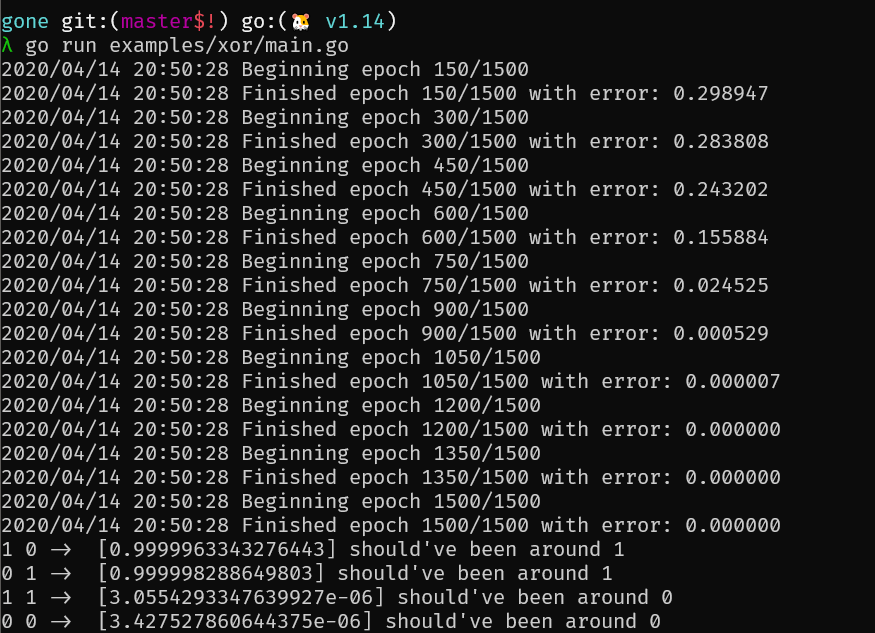 gone git:(master$!) go:(🐹 v1.14)
λ go run examples/xor/main.go
2020/04/14 20:50:28 Beginning epoch 150/1500
2020/04/14 20:50:28 Finished epoch 150/1500 with error: 0.298947
2020/04/14 20:50:28 Beginning epoch 300/1500
2020/04/14 20:50:28 Finished epoch 300/1500 with error: 0.283808
2020/04/14 20:50:28 Beginning epoch 450/1500
2020/04/14 20:50:28 Finished epoch 450/1500 with error: 0.243202
2020/04/14 20:50:28 Beginning epoch 600/1500
2020/04/14 20:50:28 Finished epoch 600/1500 with error: 0.155884
2020/04/14 20:50:28 Beginning epoch 750/1500
2020/04/14 20:50:28 Finished epoch 750/1500 with error: 0.024525
2020/04/14 20:50:28 Beginning epoch 900/1500
2020/04/14 20:50:28 Finished epoch 900/1500 with error: 0.000529
2020/04/14 20:50:28 Beginning epoch 1050/1500
2020/04/14 20:50:28 Finished epoch 1050/1500 with error: 0.000007
2020/04/14 20:50:28 Beginning epoch 1200/1500
2020/04/14 20:50:28 Finished epoch 1200/1500 with error: 0.000000
2020/04/14 20:50:28 Beginning epoch 1350/1500
2020/04/14 20:50:28 Finished epoch 1350/1500 with error: 0.000000
2020/04/14 20:50:28 Beginning epoch 1500/1500
2020/04/14 20:50:28 Finished epoch 1500/1500 with error: 0.000000
1 0 ->  [0.9999963343276443] should've been around 1
0 1 ->  [0.999998288649803] should've been around 1
1 1 ->  [3.0554293347639927e-06] should've been around 0
0 0 ->  [3.427527860644375e-06] should've been around 0